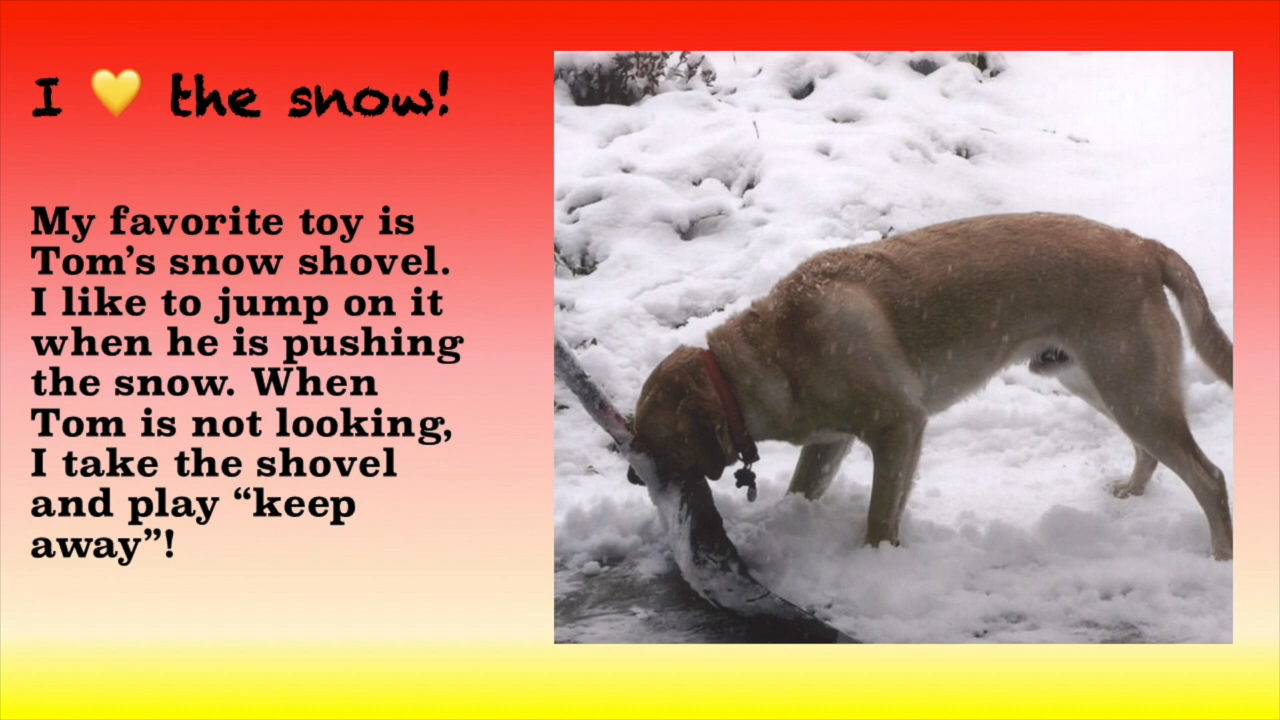 I 💛 the snow!
My favorite toy is
Tom’s snow shovel.
I like to jump on it
when he is pushing
the snow. When
Tom is not looking,
I take the shovel
and play “keep
away”!